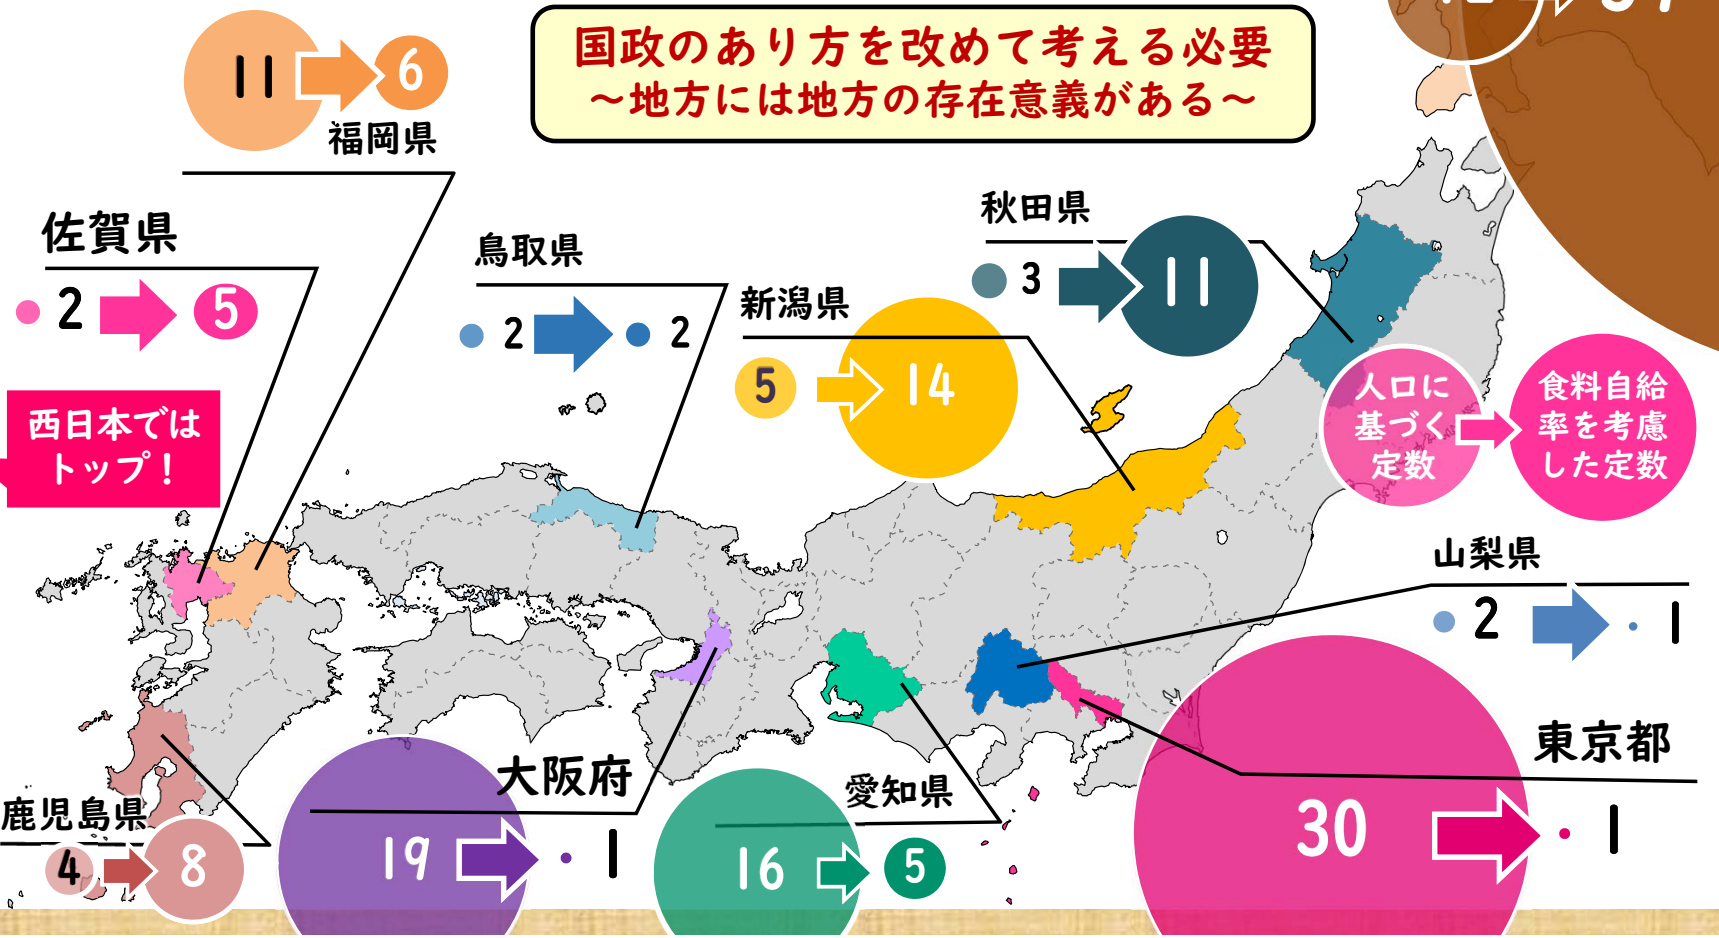 国政のあり方を改めて考える必要
～地方には地方の存在意義がある～
11
6
福岡県
佐賀県
2
5
西日本では
トップ！
鳥取県
2
2
新潟県
5
14
秋田県
3
11
人口に
基づく
定数
食料自給
率を考慮
した定数
山梨県
2
1
東京都
30
1
愛知県
16
5
大阪府
19
1
鹿児島県
4
8